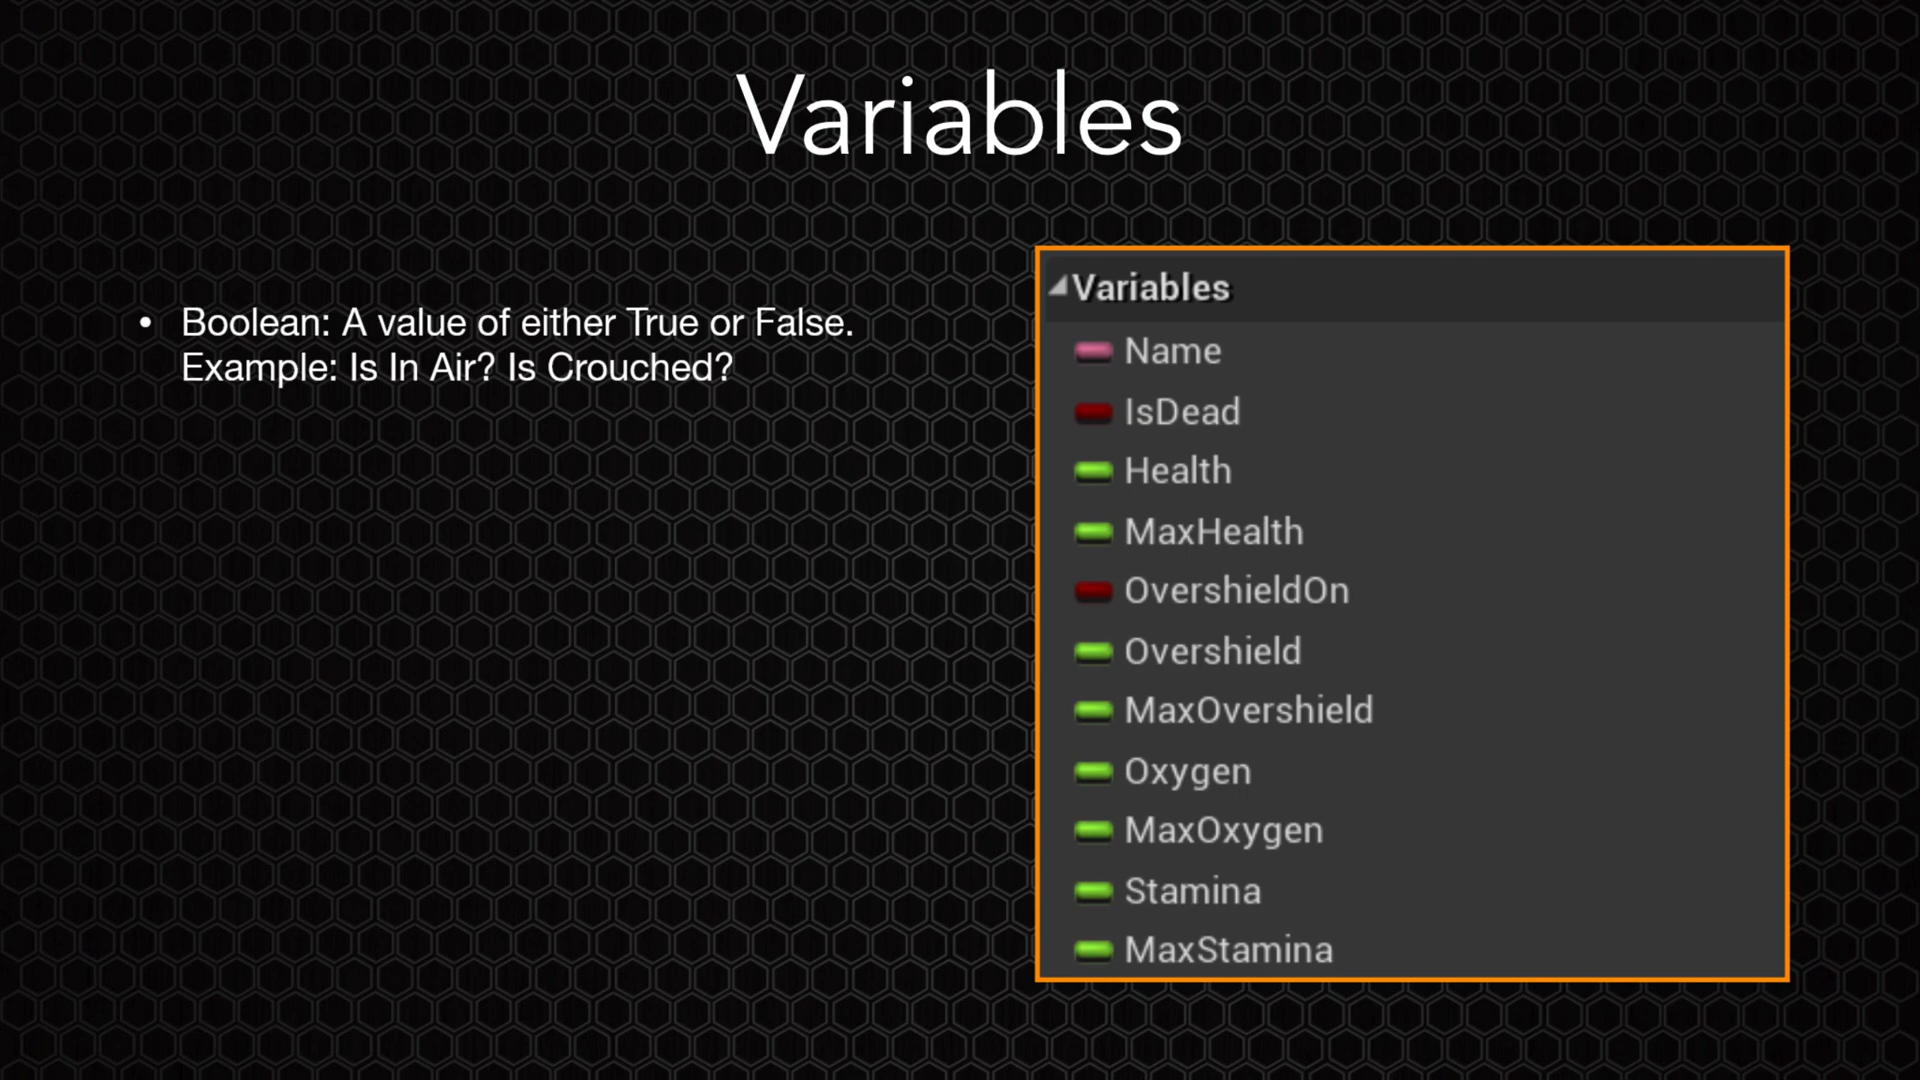 Variables
• Boolean: A value of either True or False.
Example: Is In Air? Is Crouched?
Variables
Name
IsDead
Health
MaxHealth
OvershieldOn
Overshield
MaxOvershield
Oxygen
MaxOxygen
Stamina
MaxStamina